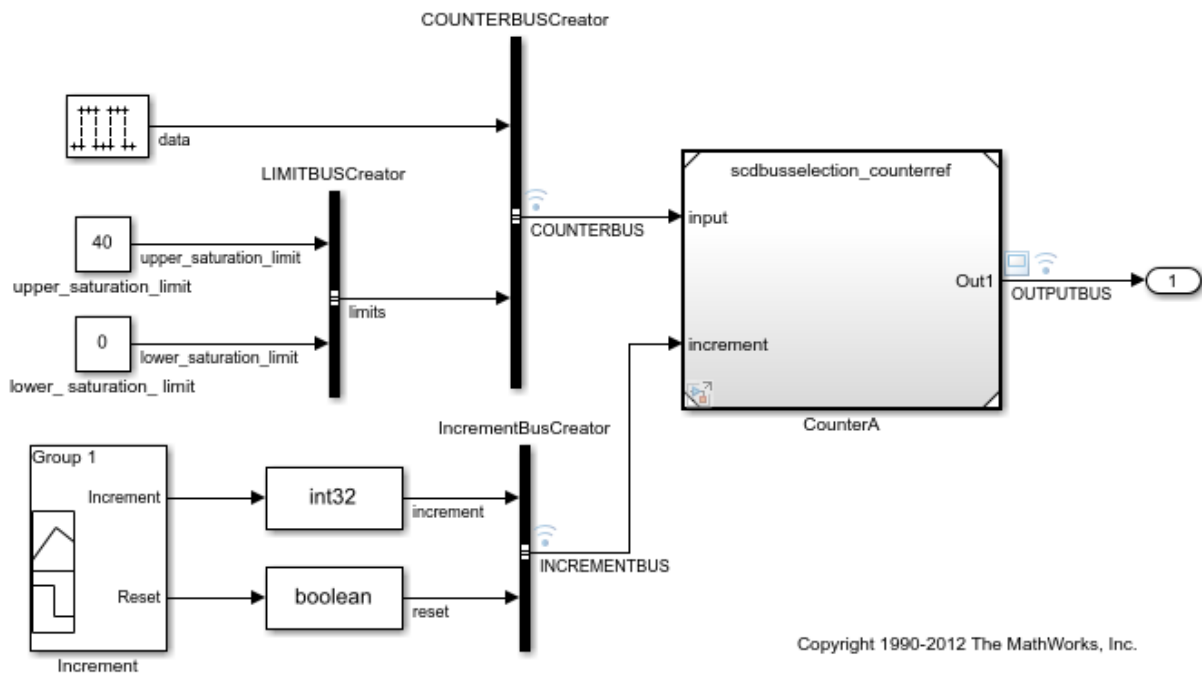 COUNTERBUSCreator
data
LIMITBUSCreator
scdbusselection_counterref
input
COUNTERBUS
40
upper_saturation_limit
upper_saturation_limit
Out1
OUTPUTBUS
1
limits
0
lower_saturation_limit
lower_ saturation_ limit
increment
CounterA
IncrementBusCreator
Group 1
Increment
int32
increment
INCREMENTBUS
Reset
boolean
reset
Increment
Copyright 1990-2012 The MathWorks, Inc.